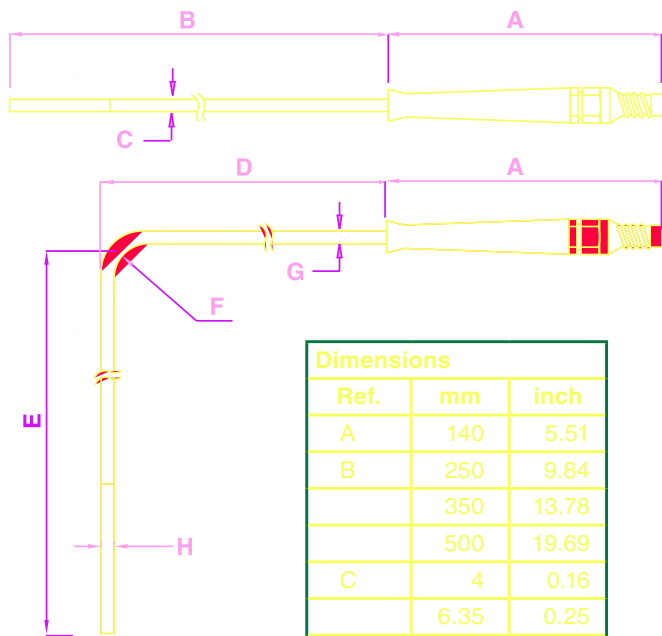 B A
C
D A
G
F
E
H
Dimensions
Ref. mm inch
A 140 5.51
B 250 9.84
350 13.78
500 19.69
C 4 0.16
6.35 0.25